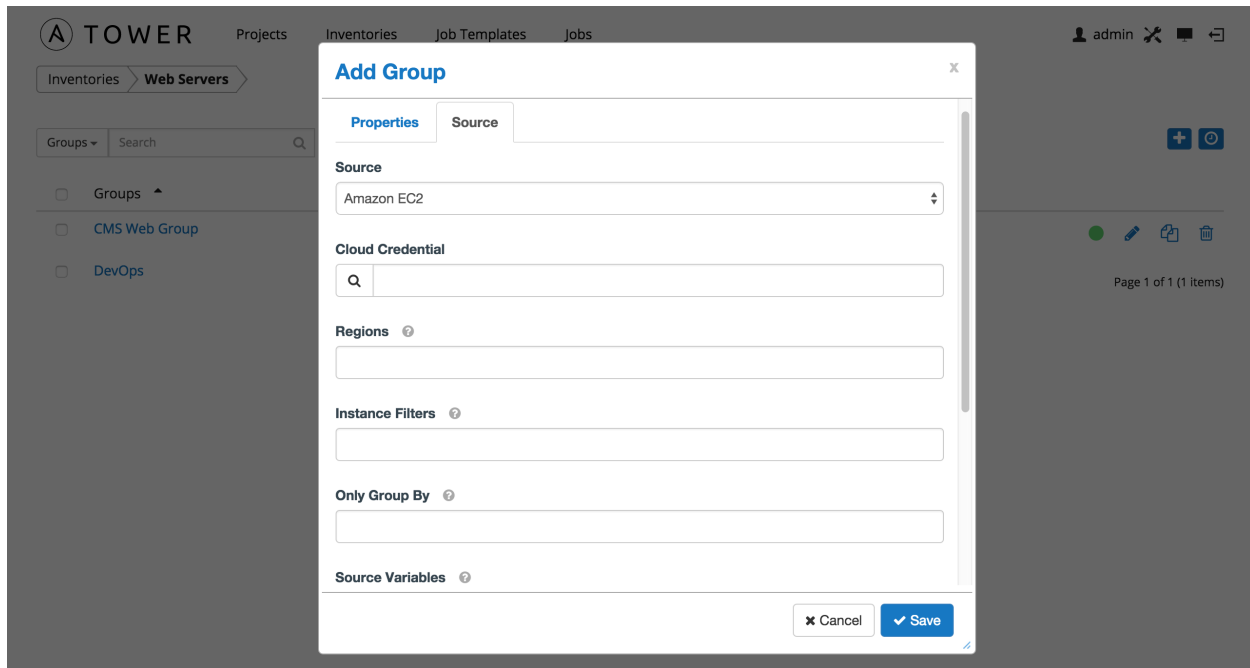 TOWER Projects Inventories Job Templates Jobs admin
Inventories Web Servers
Add Group x
Properties Source
Groups Search
Source
Amazon EC2
Groups
CMS Web Group
Cloud Credential
DevOps
Page 1 of 1 (1 items)
Regions ?
Instance Filters ?
Only Group By ?
Source Variables ?
Cancel Save